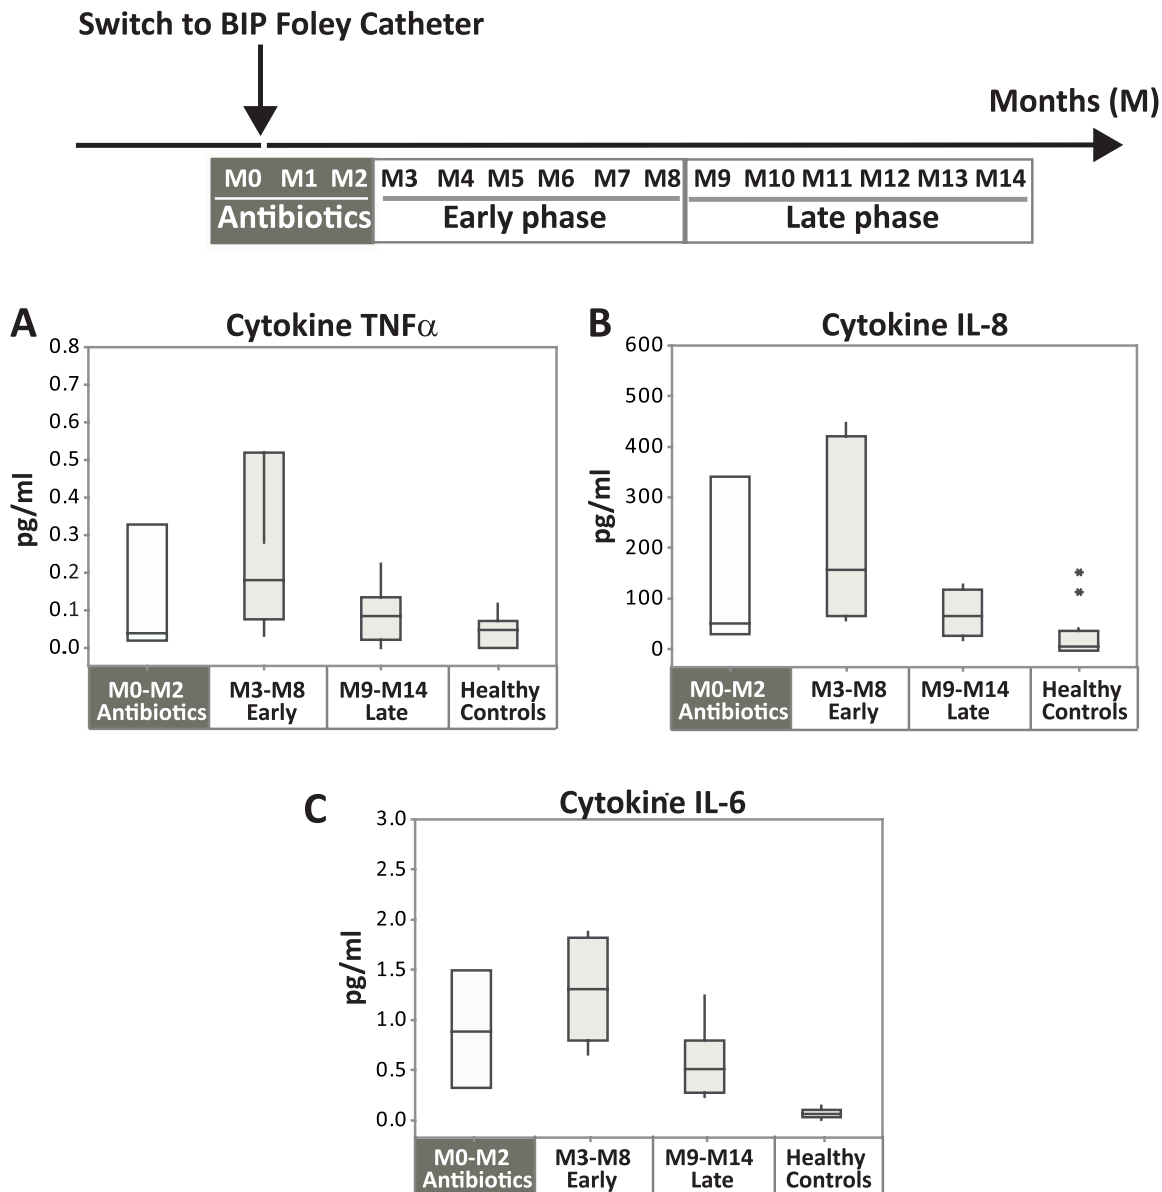 Switch to BIP Foley Catheter
Months (M)
M0 M1 M2 M3 M4 M5 M6 M7 M8 M9 M10 M11 M12 M13 M14
Antibiotics Early phase Late phase
A
Cytokine TNFα
0.8
0.7
0.6
0.5
0.4
0.3
0.2
0.1
0.0
pg/ml
M0-M2 M3-M8 M9-M14 Healthy
Antibiotics Early Late Controls
B
Cytokine IL-8
600
500
400
300
200
100
0
pg/ml
M0-M2 M3-M8 M9-M14 Healthy
Antibiotics Early Late Controls
C
Cytokine IL-6
3.0
2.5
2.0
1.5
1.0
0.5
0.0
pg/ml
M0-M2 M3-M8 M9-M14 Healthy
Antibiotics Early Late Controls